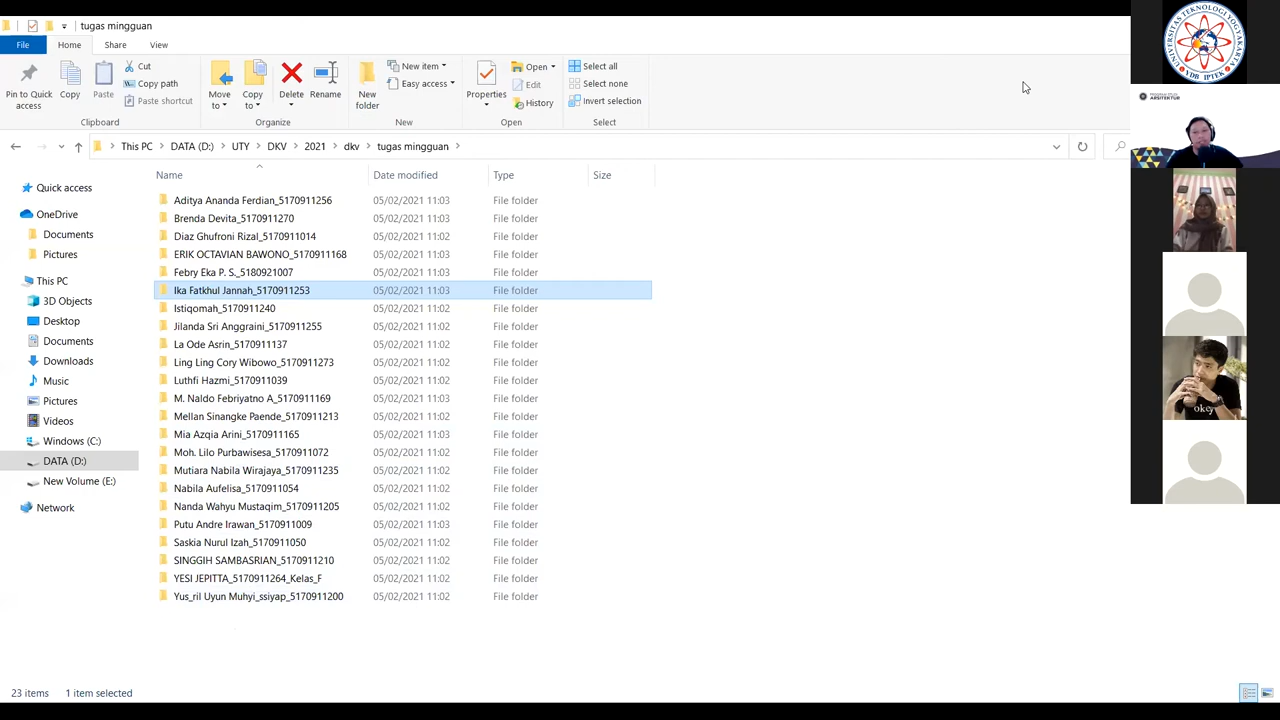 tugas mingguan
File Home Share View
Pin to Quick access
Copy
Paste
Cut
Copy path
Paste shortcut
Clipboard
Move to
Copy to
Delete
Rename
Organize
New folder
New item
Easy access
New
Properties
Open
Edit
History
Open
Select all
Select none
Invert selection
Select
This PC DATA (D:) UTY DKV 2021 dkv tugas mingguan
Name Date modified Type Size
Quick access
OneDrive
Documents
Pictures
This PC
3D Objects
Desktop
Documents
Downloads
Music
Pictures
Videos
Windows (C:)
DATA (D:)
New Volume (E:)
Network
Aditya Ananda Ferdian_5170911256 05/02/2021 11:03 File folder
Brenda Devita_5170911270 05/02/2021 11:03 File folder
Diaz Ghufroni Rizal_5170911014 05/02/2021 11:02 File folder
ERIK OCTAVIAN BAWONO_5170911168 05/02/2021 11:03 File folder
Febry Eka P. S._5180921007 05/02/2021 11:03 File folder
Ika Fatkhul Jannah_5170911253 05/02/2021 11:03 File folder
Istiqomah_5170911240 05/02/2021 11:02 File folder
Jilanda Sri Anggraini_5170911255 05/02/2021 11:02 File folder
La Ode Asrin_5170911137 05/02/2021 11:02 File folder
Ling Ling Cory Wibowo_5170911273 05/02/2021 11:02 File folder
Luthfi Hazmi_5170911039 05/02/2021 11:02 File folder
M. Naldo Febriyatno A_5170911169 05/02/2021 11:03 File folder
Mellan Sinangke Paende_5170911213 05/02/2021 11:02 File folder
Mia Azqia Arini_5170911165 05/02/2021 11:03 File folder
Moh. Lilo Purbawisesa_5170911072 05/02/2021 11:02 File folder
Mutiara Nabila Wirajaya_5170911235 05/02/2021 11:02 File folder
Nabila Aufelisa_5170911054 05/02/2021 11:02 File folder
Nanda Wahyu Mustaqim_5170911205 05/02/2021 11:02 File folder
Putu Andre Irawan_5170911009 05/02/2021 11:03 File folder
Saskia Nurul Izah_5170911050 05/02/2021 11:02 File folder
SINGGIH SAMBASRIAN_5170911210 05/02/2021 11:02 File folder
YESI JEPITTA_5170911264_Kelas_F 05/02/2021 11:02 File folder
Yus_ril Uyun Muhyi_ssiyap_5170911200 05/02/2021 11:02 File folder
23 items 1 item selected
UNIVERSITAS TEKNOLOGI YOGYAKARTA
YDB IPTEK
PROGRAM STUDI
ARSITEKTUR
okey